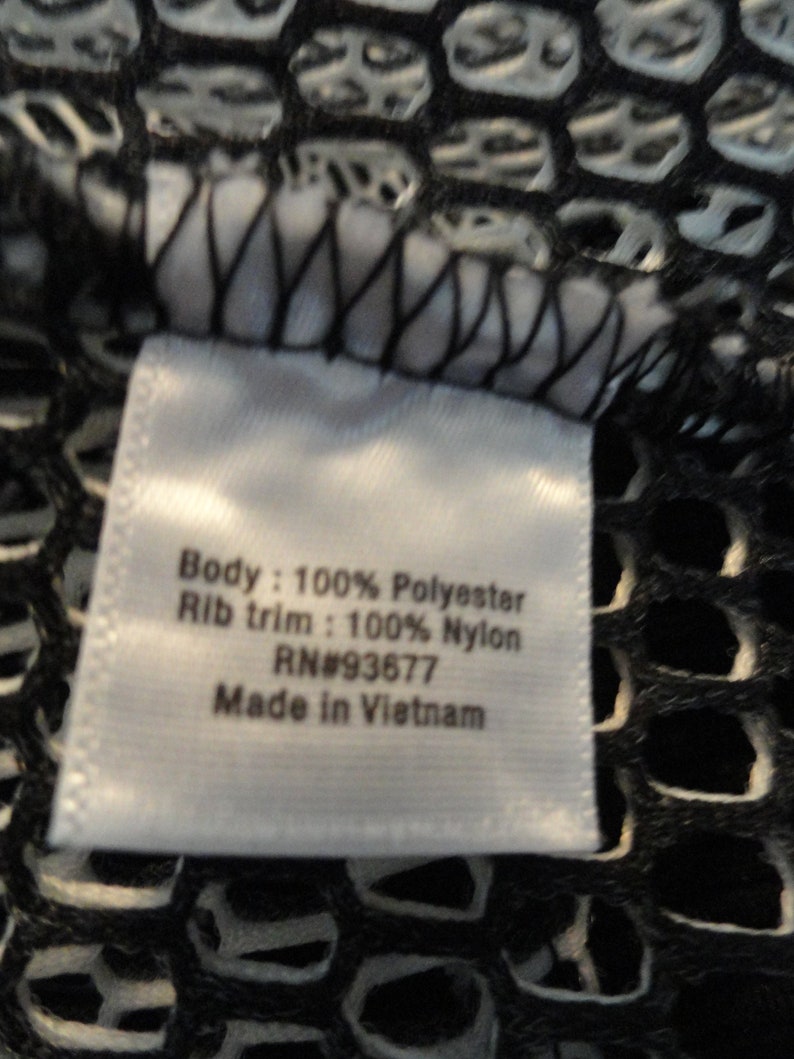 Body : 100% Polyester
Rib trim : 100% Nylon
RN#93677
Made in Vietnam